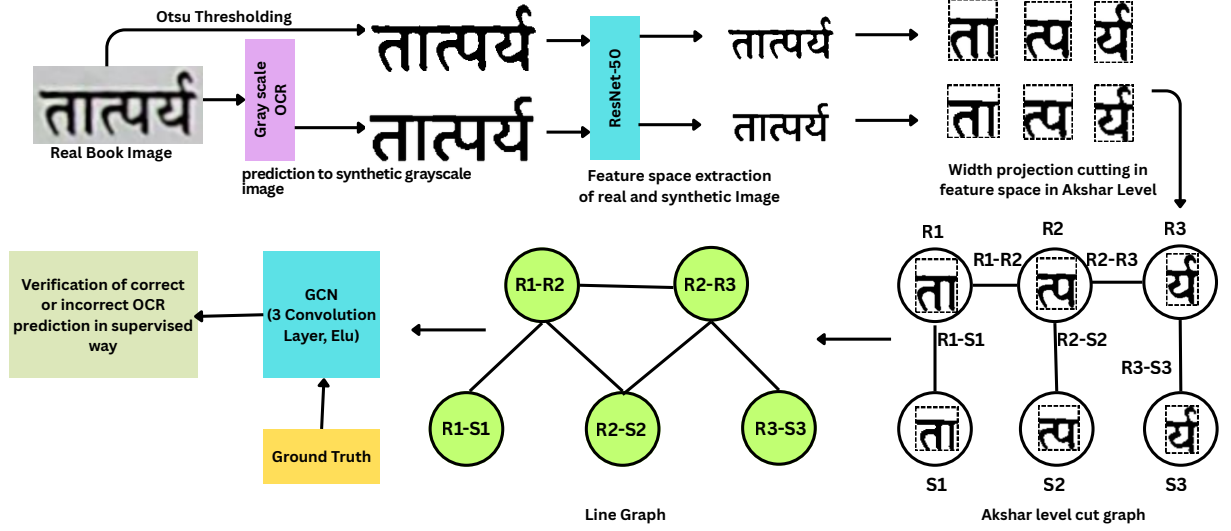 Otsu Thresholding
तात्पर्य
Real Book Image
Gray scale
OCR
prediction to synthetic grayscale
image
तात्पर्य
तात्पर्य
ResNet-50
Feature space extraction
of real and synthetic Image
तात्पर्य
तात्पर्य
ता त्प र्य
ता त्प र्य
Width projection cutting in
feature space in Akshar Level
R1 R2 R3
R1-R2 R2-R3
ता त्प र्य
R1-S1 R2-S2 R3-S3
ता त्प र्य
S1 S2 S3
Akshar level cut graph
R1-R2 R2-R3
R1-S1 R2-S2 R3-S3
Line Graph
GCN
(3 Convolution
Layer, Elu)
Ground Truth
Verification of correct
or incorrect OCR
prediction in supervised
way